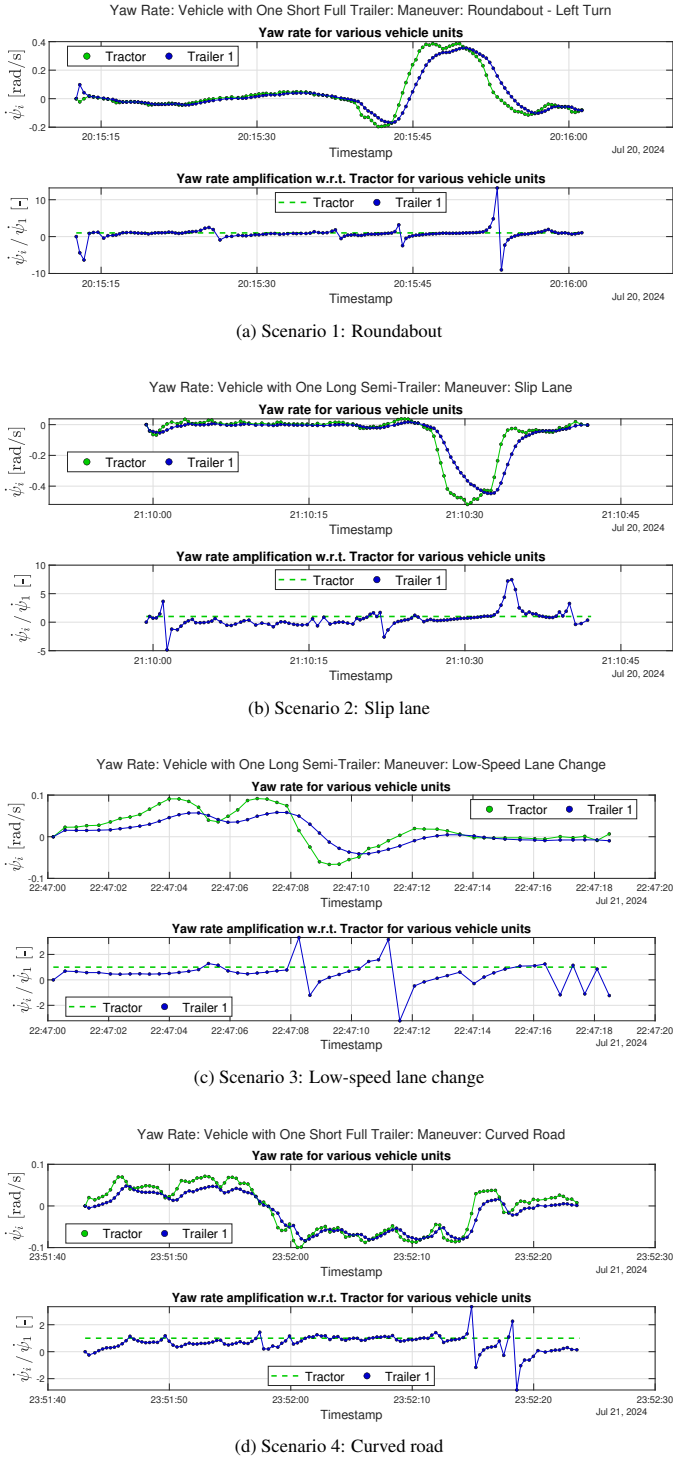 Yaw Rate: Vehicle with One Short Full Trailer: Maneuver: Roundabout - Left Turn
Yaw rate for various vehicle units
Tractor Trailer 1
0.4
0.2
0
-0.2
ψ̇ᵢ [rad/s]
20:15:15 20:15:30 20:15:45 20:16:00
Timestamp
Jul 20, 2024
Yaw rate amplification w.r.t. Tractor for various vehicle units
Tractor Trailer 1
10
0
-10
ψ̇ᵢ / ψ̇₁ [-]
20:15:15 20:15:30 20:15:45 20:16:00
Timestamp
Jul 20, 2024
(a) Scenario 1: Roundabout
Yaw Rate: Vehicle with One Long Semi-Trailer: Maneuver: Slip Lane
Yaw rate for various vehicle units
0
-0.2
-0.4
ψ̇ᵢ [rad/s]
Tractor Trailer 1
21:10:00 21:10:15 21:10:30 21:10:45
Timestamp
Jul 20, 2024
Yaw rate amplification w.r.t. Tractor for various vehicle units
Tractor Trailer 1
10
5
0
-5
ψ̇ᵢ / ψ̇₁ [-]
21:10:00 21:10:15 21:10:30 21:10:45
Timestamp
Jul 20, 2024
(b) Scenario 2: Slip lane
Yaw Rate: Vehicle with One Long Semi-Trailer: Maneuver: Low-Speed Lane Change
Yaw rate for various vehicle units
Tractor Trailer 1
0.1
0
-0.1
ψ̇ᵢ [rad/s]
22:47:00 22:47:02 22:47:04 22:47:06 22:47:08 22:47:10 22:47:12 22:47:14 22:47:16 22:47:18 22:47:20
Timestamp
Jul 21, 2024
Yaw rate amplification w.r.t. Tractor for various vehicle units
2
0
-2
ψ̇ᵢ / ψ̇₁ [-]
Tractor Trailer 1
22:47:00 22:47:02 22:47:04 22:47:06 22:47:08 22:47:10 22:47:12 22:47:14 22:47:16 22:47:18 22:47:20
Timestamp
Jul 21, 2024
(c) Scenario 3: Low-speed lane change
Yaw Rate: Vehicle with One Short Full Trailer: Maneuver: Curved Road
Yaw rate for various vehicle units
0.1
0
-0.1
ψ̇ᵢ [rad/s]
Tractor Trailer 1
23:51:40 23:51:50 23:52:00 23:52:10 23:52:20 23:52:30
Timestamp
Jul 21, 2024
Yaw rate amplification w.r.t. Tractor for various vehicle units
2
0
-2
ψ̇ᵢ / ψ̇₁ [-]
Tractor Trailer 1
23:51:40 23:51:50 23:52:00 23:52:10 23:52:20 23:52:30
Timestamp
Jul 21, 2024
(d) Scenario 4: Curved road